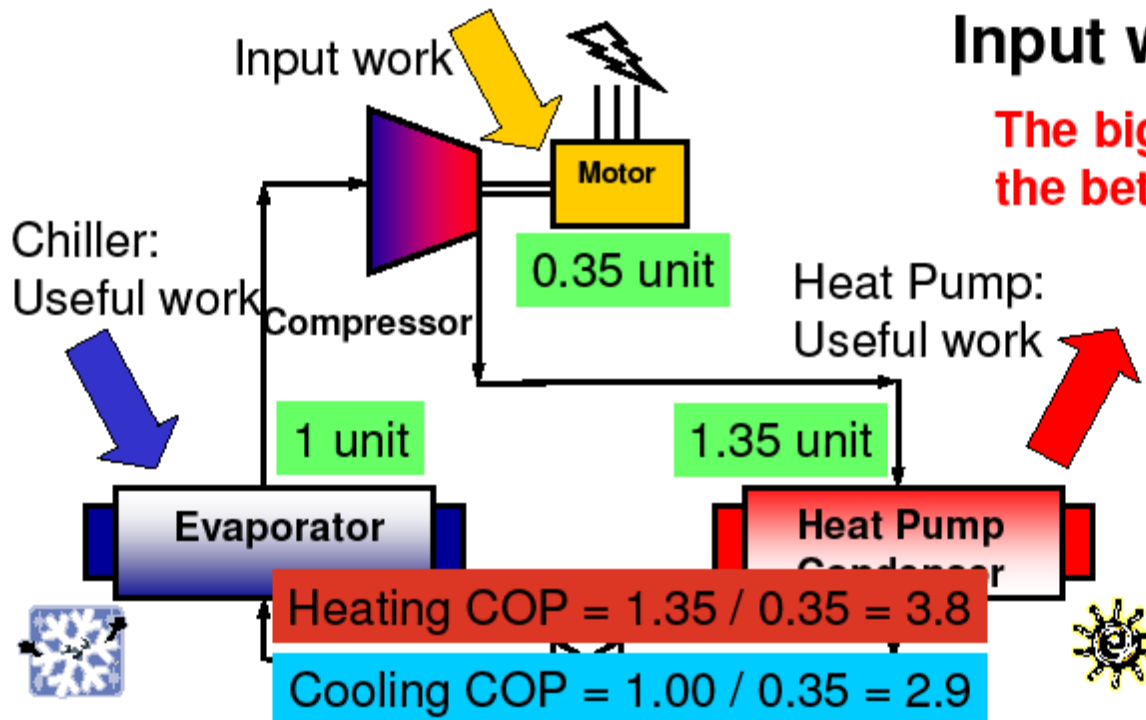 Input work
Input
The
the
Motor
0.35 unit
Chiller:
Useful work
Compressor
Heat Pump:
Useful work
1 unit
1.35 unit
Evaporator
Heat Pump
Condenser
Heating COP = 1.35 / 0.35 = 3.8
Cooling COP = 1.00 / 0.35 = 2.9